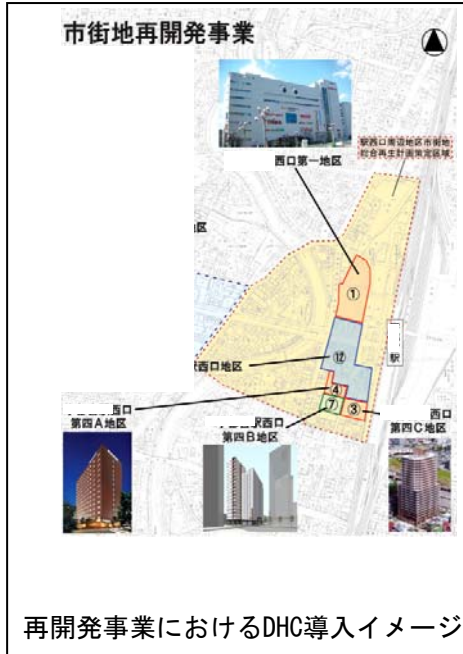 市街地再開発事業
西口第一地区
駅西口周辺地区市街地
総合再生計画策定区域
地区
①
⑫
駅
駅西口地区
④
⑦
③
西口
第四A地区
駅西口
第四B地区
西口
第四C地区
再開発事業におけるDHC導入イメージ